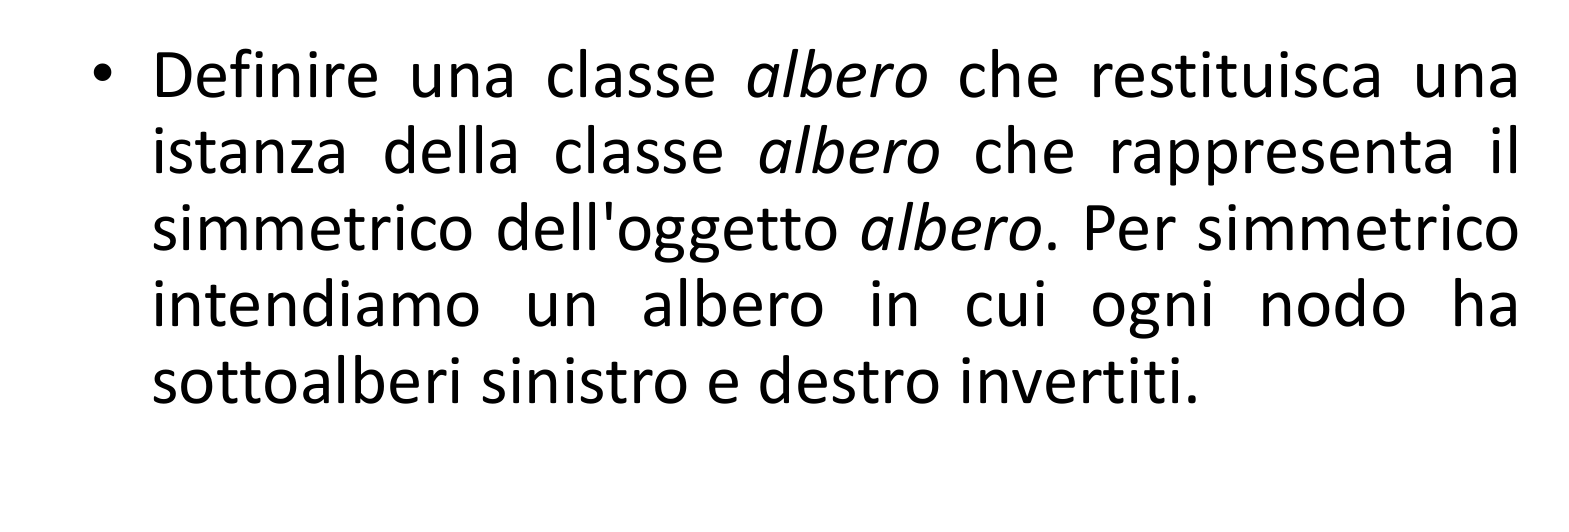 • Definire una classe albero che restituisca una
istanza della classe albero che rappresenta il
simmetrico dell'oggetto albero. Per simmetrico
intendiamo un albero in cui ogni nodo ha
sottoalberi sinistro e destro invertiti.